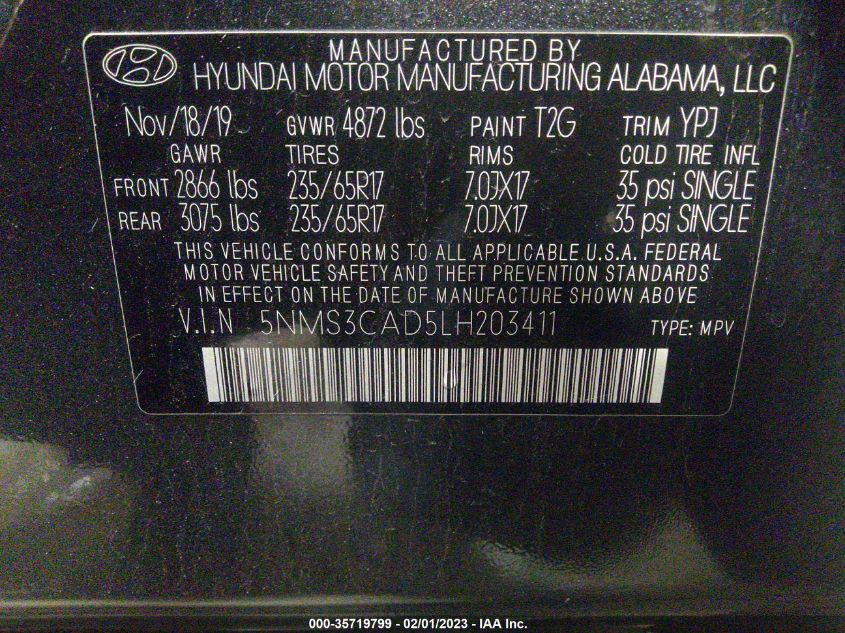 MANUFACTURED BY
HYUNDAI MOTOR MANUFACTURING ALABAMA, LLC
Nov/18/19 GVWR 4872 lbs PAINT T2G TRIM YPJ
GAWR TIRES RIMS COLD TIRE INFL
FRONT 2866 lbs 235/65R17 7.0JX17 35 psi SINGLE
REAR 3075 lbs 235/65R17 7.0JX17 35 psi SINGLE
THIS VEHICLE CONFORMS TO ALL APPLICABLE U.S.A. FEDERAL
MOTOR VEHICLE SAFETY AND THEFT PREVENTION STANDARDS
IN EFFECT ON THE DATE OF MANUFACTURE SHOWN ABOVE
V.I.N 5NMS3CAD5LH203411 TYPE: MPV
000-35719799 - 02/01/2023 - IAA Inc.